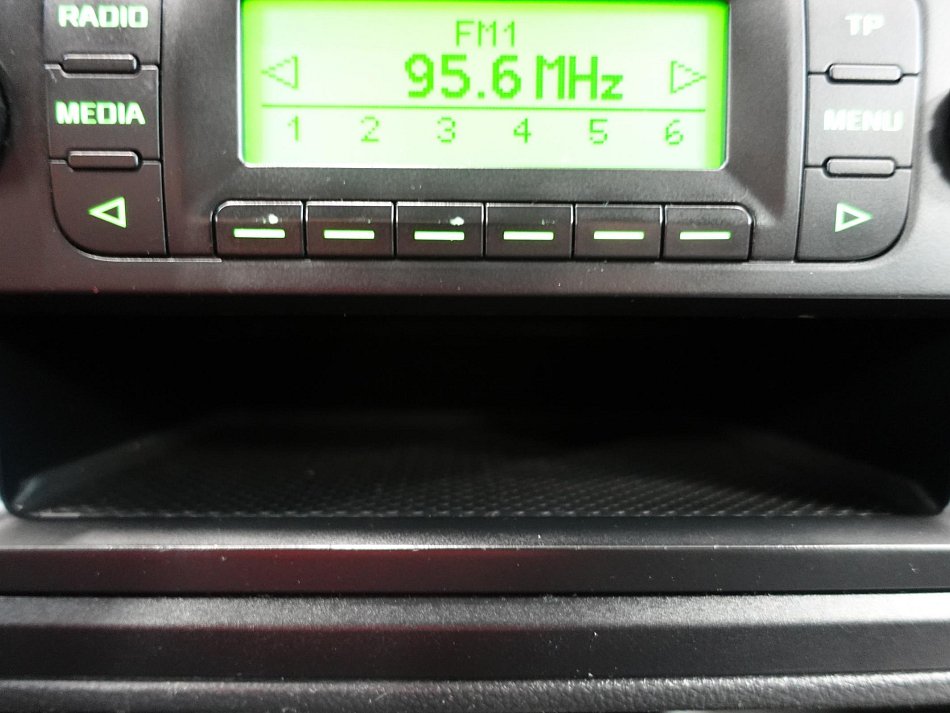 RADIO
MEDIA
FM1
95.6 MHz
1 2 3 4 5 6
TP
MENU